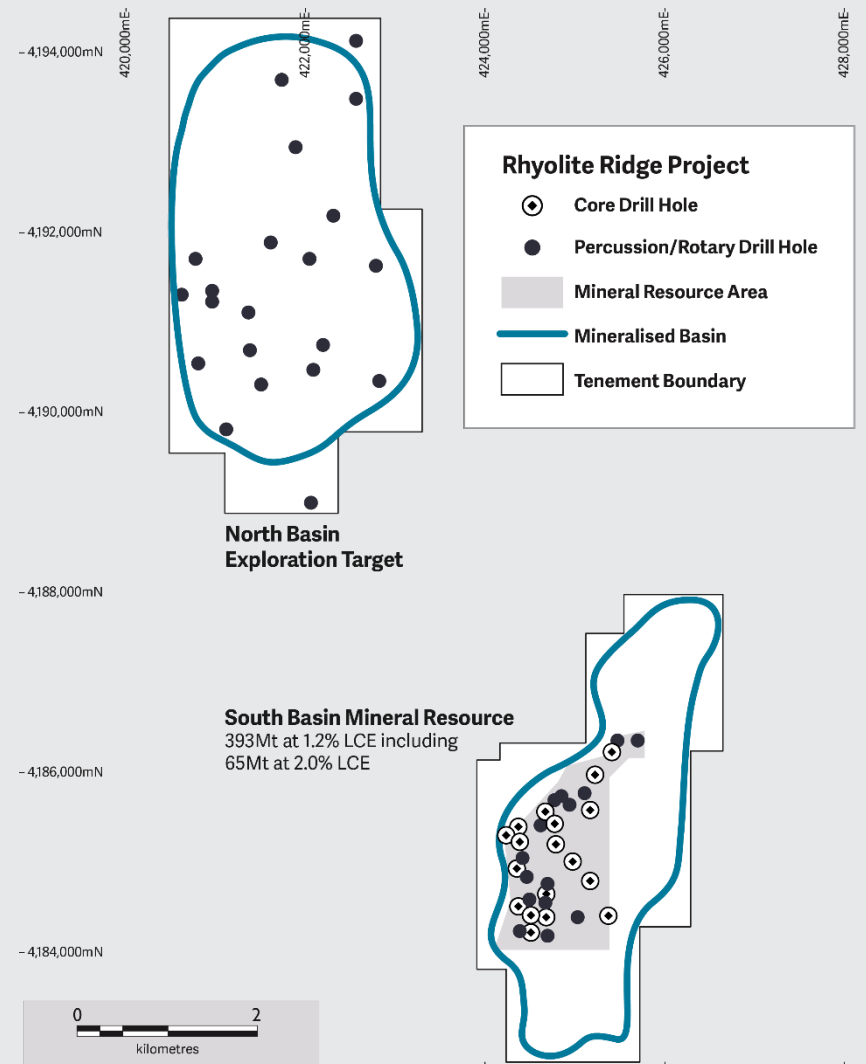 420,000mE-
422,000mE-
424,000mE-
426,000mE-
428,000mE-
– 4,194,000mN
– 4,192,000mN
– 4,190,000mN
– 4,188,000mN
– 4,186,000mN
– 4,184,000mN
Rhyolite Ridge Project
Core Drill Hole
Percussion/Rotary Drill Hole
Mineral Resource Area
Mineralised Basin
Tenement Boundary
North Basin
Exploration Target
South Basin Mineral Resource
393Mt at 1.2% LCE including
65Mt at 2.0% LCE
0 2
kilometres